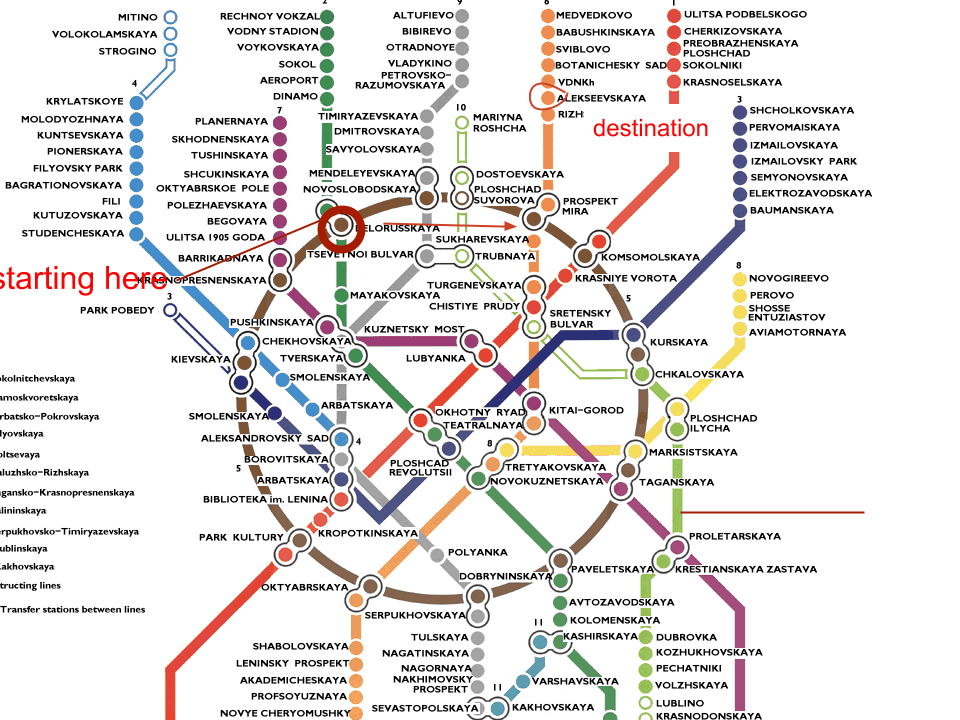 MITINO
VOLOKOLAMSKAYA
STROGINO
4
KRYLATSKOYE
MOLODYOZHNAYA
KUNTSEVSKAYA
PIONERSKAYA
FILYOVSKY PARK
BAGRATIONOVSKAYA
FILI
KUTUZOVSKAYA
STUDENCHESKAYA
2
RECHNOY VOKZAL
VODNY STADION
VOYKOVSKAYA
SOKOL
AEROPORT
DINAMO
7
PLANERNAYA
SKHODNENSKAYA
TUSHINSKAYA
SHCUKINSKAYA
OKTYABRSKOE POLE
POLEZHAEVSKAYA
BEGOVAYA
ULITSA 1905 GODA
BARRIKADNAYA
KRASNOPRESNENSKAYA
9
ALTUFIEVO
BIBIREVO
OTRADNOYE
VLADYKINO
PETROVSKO-
RAZUMOVSKAYA
TIMIRYAZEVSKAYA
DMITROVSKAYA
SAVYOLOVSKAYA
MENDELEYEVSKAYA
NOVOSLOBODSKAYA
10
MARIYNA
ROSHCHA
DOSTOEVSKAYA
PLOSHCHAD
SUVOROVA
6
MEDVEDKOVO
BABUSHKINSKAYA
SVIBLOVO
BOTANICHESKY SAD
VDNKh
ALEKSEEVSKAYA
RIZH
destination
PROSPEKT
MIRA
1
ULITSA PODBELSKOGO
CHERKIZOVSKAYA
PREOBRAZHENSKAYA
PLOSHCHAD
SOKOLNIKI
KRASNOSELSKAYA
3
SHCHOLKOVSKAYA
PERVOMAISKAYA
IZMAILOVSKAYA
IZMAILOVSKY PARK
SEMYONOVSKAYA
ELEKTROZAVODSKAYA
BAUMANSKAYA
8
NOVOGIREEVO
PEROVO
SHOSSE
ENTUZIASTOV
AVIAMOTORNAYA
starting here
BELORUSSKAYA
SUKHAREVSKAYA
TSEVETNOI BULVAR
TRUBNAYA
KOMSOMOLSKAYA
KRASNIYE VOROTA
TURGENEVSKAYA
CHISTIYE PRUDY
SRETENSKY
BULVAR
5
KURSKAYA
CHKALOVSKAYA
3
PARK POBEDY
MAYAKOVSKAYA
PUSHKINSKAYA
KUZNETSKY MOST
CHEKHOVSKAYA
TVERSKAYA
LUBYANKA
KIEVSKAYA
SMOLENSKAYA
SMOLENSKAYA
ARBATSKAYA
OKHOTNY RYAD
TEATRALNAYA
KITAI-GOROD
PLOSHCHAD
ILYCHA
ALEKSANDROVSKY SAD
4
8
BOROVITSKAYA
ARBATSKAYA
PLOSHCAD
REVOLUTSII
TRETYAKOVSKAYA
NOVOKUZNETSKAYA
MARKSISTSKAYA
TAGANSKAYA
5
BIBLIOTEKA im. LENINA
KROPOTKINSKAYA
PARK KULTURY
POLYANKA
PROLETARSKAYA
KRESTIANSKAYA ZASTAVA
DOBRYNINSKAYA
PAVELETSKAYA
OKTYABRSKAYA
SERPUKHOVSKAYA
AVTOZAVODSKAYA
KOLOMENSKAYA
11
KASHIRSKAYA
TULSKAYA
NAGATINSKAYA
NAGORNAYA
NAKHIMOVSKY
PROSPEKT
SEVASTOPOLSKAYA
11
KAKHOVSKAYA
VARSHAVSKAYA
SHABOLOVSKAYA
LENINSKY PROSPEKT
AKADEMICHESKAYA
PROFSOYUZNAYA
NOVYE CHERYOMUSHKY
DUBROVKA
KOZHUKHOVSKAYA
PECHATNIKI
VOLZHSKAYA
LUBLINO
KRASNODONSKAYA
okolnitchevskaya
amoskvoretskaya
rbatsko-Pokrovskaya
lyovskaya
oltsevaya
aluzhsko-Rizhskaya
agansko-Krasnopresnenskaya
alininskaya
erpukhovsko-Timiryazevskaya
ublinskaya
Kakhovskaya
structing lines
Transfer stations between lines